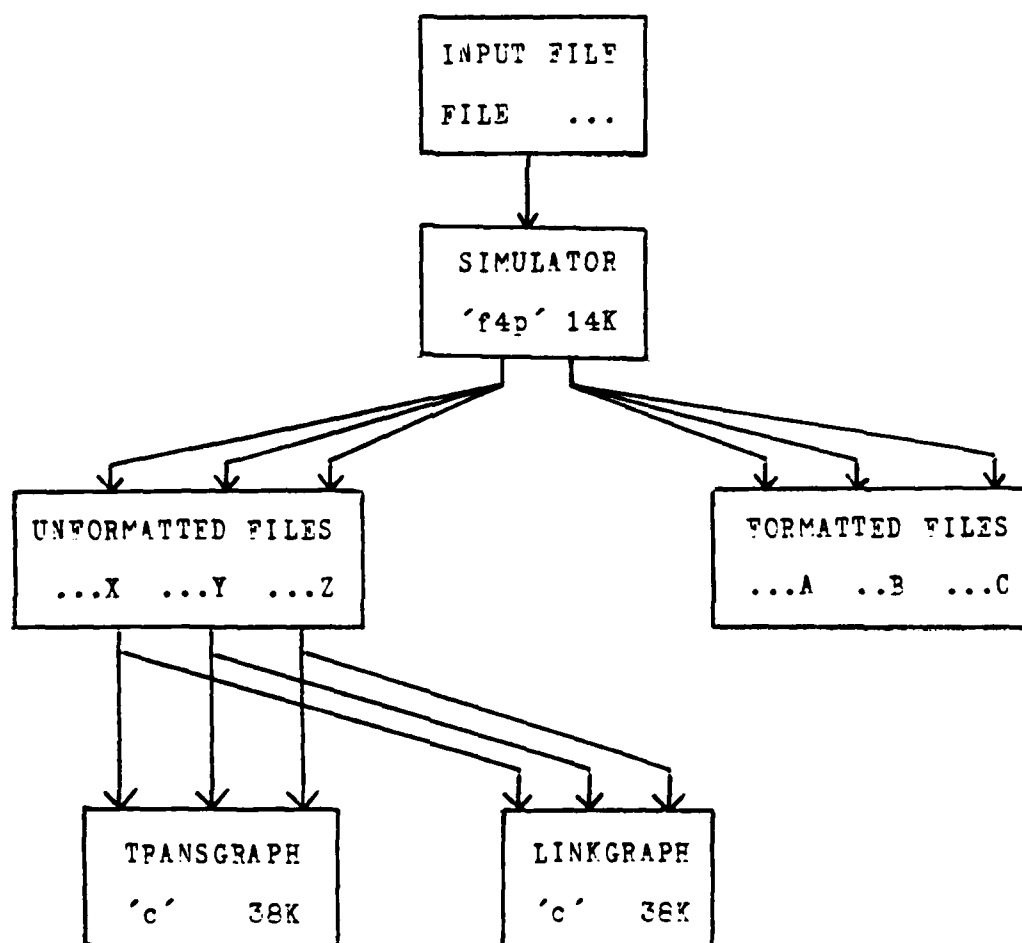 INPUT FILE
FILE ...
SIMULATOR
´f4p´ 14K
UNFORMATTED FILES
...X ...Y ...Z
FORMATTED FILES
...A ..B ...C
TRANSGRAPH
´c´ 38K
LINKGRAPH
´c´ 38K